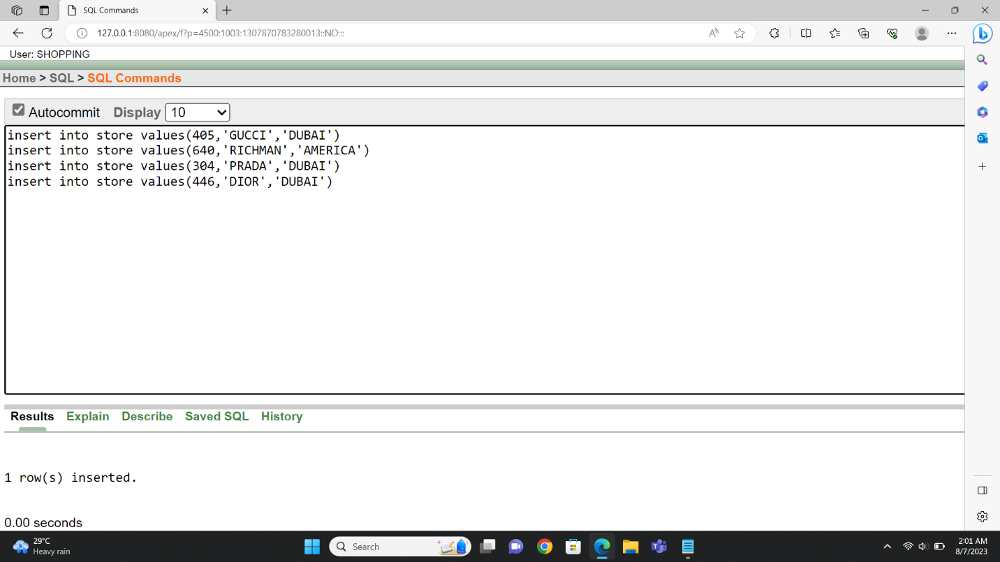 SQL Commands
127.0.0.1:8080/apex/f?p=4500:1003:1307870783280013::NO:::
User: SHOPPING
Home > SQL > SQL Commands
Autocommit Display 10
insert into store values(405,'GUCCI','DUBAI')
insert into store values(640,'RICHMAN','AMERICA')
insert into store values(304,'PRADA','DUBAI')
insert into store values(446,'DIOR','DUBAI')
Results Explain Describe Saved SQL History
1 row(s) inserted.
0.00 seconds
29°C
Heavy rain
Search
2:01 AM
8/7/2023